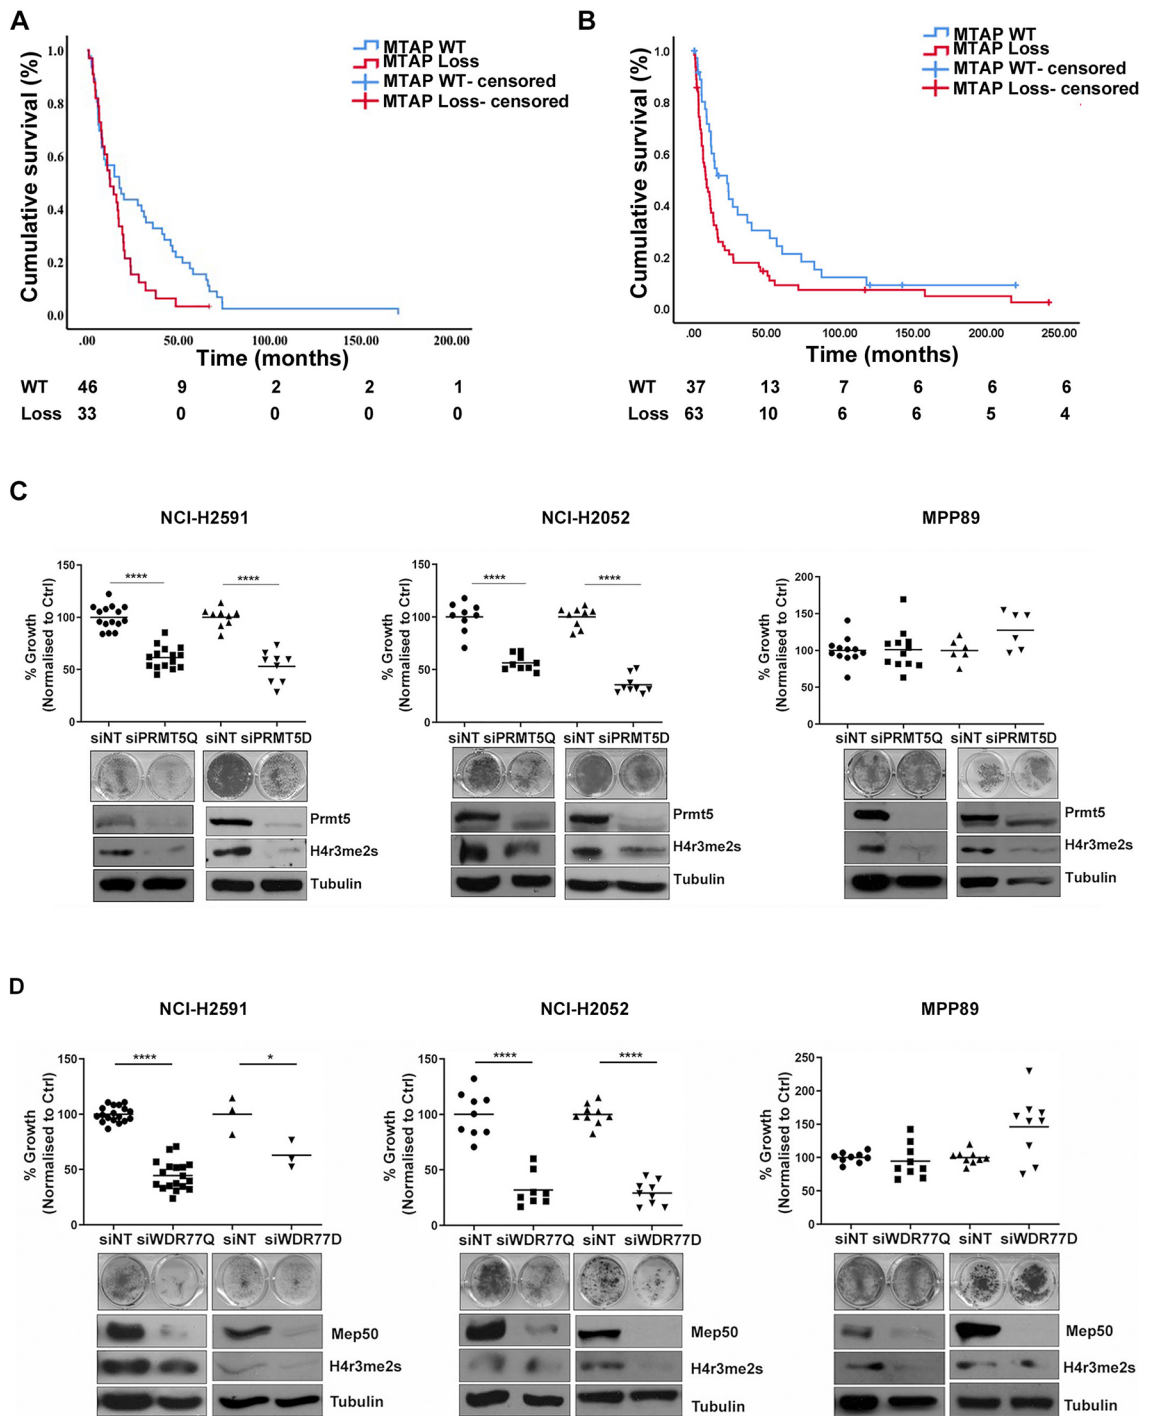 A
MTAP WT
MTAP Loss
MTAP WT- censored
MTAP Loss- censored
Cumulative survival (%)
1.0
0.8
0.6
0.4
0.2
0.0
.00 50.00 100.00 150.00 200.00
Time (months)
WT 46 9 2 2 1
Loss 33 0 0 0 0
B
MTAP WT
MTAP Loss
MTAP WT- censored
MTAP Loss- censored
Cumulative survival (%)
1.0
0.8
0.6
0.4
0.2
0.0
.00 50.00 100.00 150.00 200.00 250.00
Time (months)
WT 37 13 7 6 6 6
Loss 63 10 6 6 5 4
C
NCI-H2591
% Growth
(Normalised to Ctrl)
150
100
50
0
**** ****
siNT siPRMT5Q siNT siPRMT5D
Prmt5
H4r3me2s
Tubulin
NCI-H2052
% Growth
(Normalised to Ctrl)
150
100
50
0
**** ****
siNT siPRMT5Q siNT siPRMT5D
Prmt5
H4r3me2s
Tubulin
MPP89
% Growth
(Normalised to Ctrl)
200
150
100
50
0
siNT siPRMT5Q siNT siPRMT5D
Prmt5
H4r3me2s
Tubulin
D
NCI-H2591
% Growth
(Normalised to Ctrl)
150
100
50
0
**** *
siNT siWDR77Q siNT siWDR77D
Mep50
H4r3me2s
Tubulin
NCI-H2052
% Growth
(Normalised to Ctrl)
150
100
50
0
**** ****
siNT siWDR77Q siNT siWDR77D
Mep50
H4r3me2s
Tubulin
MPP89
% Growth
(Normalised to Ctrl)
250
200
150
100
50
0
siNT siWDR77Q siNT siWDR77D
Mep50
H4r3me2s
Tubulin